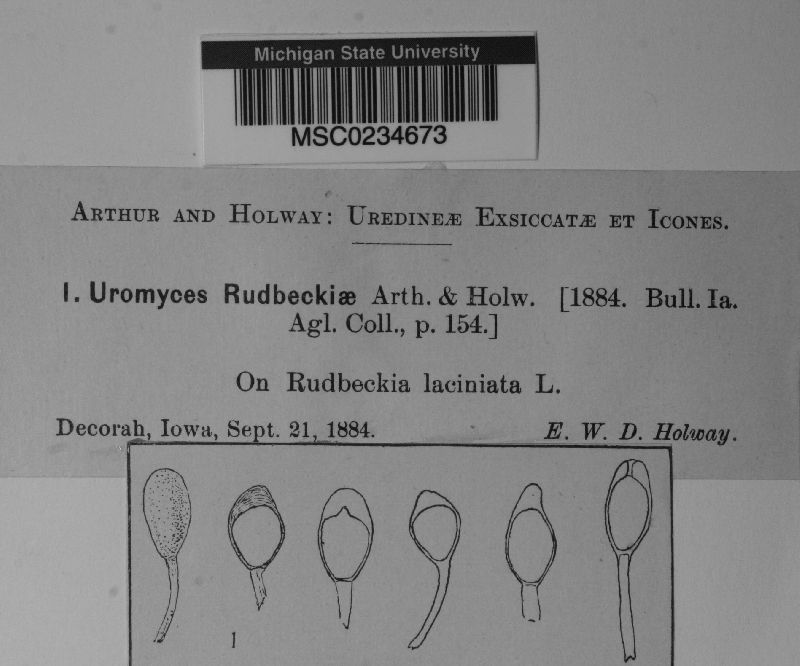 Michigan State University
MSC0234673
ARTHUR AND HOLWAY: UREDINEÆ EXSICCATÆ ET ICONES.
1. Uromyces Rudbeckiæ Arth. & Holw. [1884. Bull. Ia.
Agl. Coll., p. 154.]
On Rudbeckia laciniata L.
Decorah, Iowa, Sept. 21, 1884. E. W. D. Holway.
1